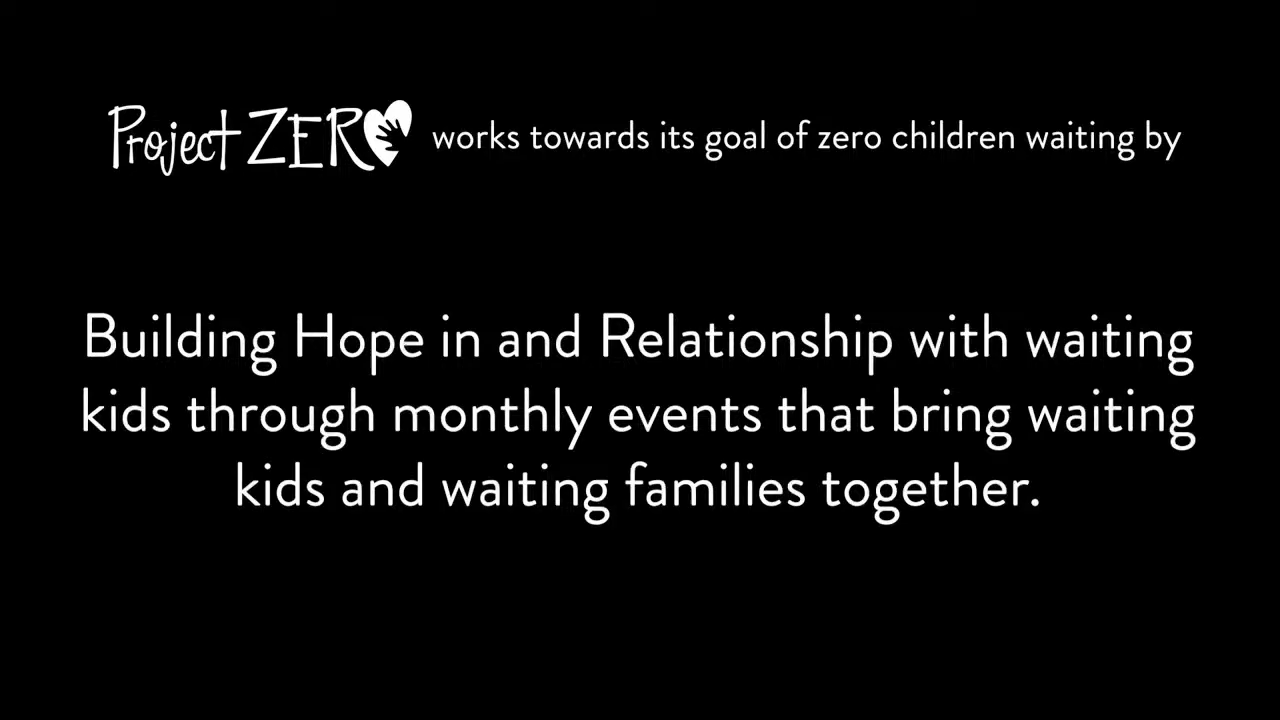 Project ZERO works towards its goal of zero children waiting by
Building Hope in and Relationship with waiting
kids through monthly events that bring waiting
kids and waiting families together.